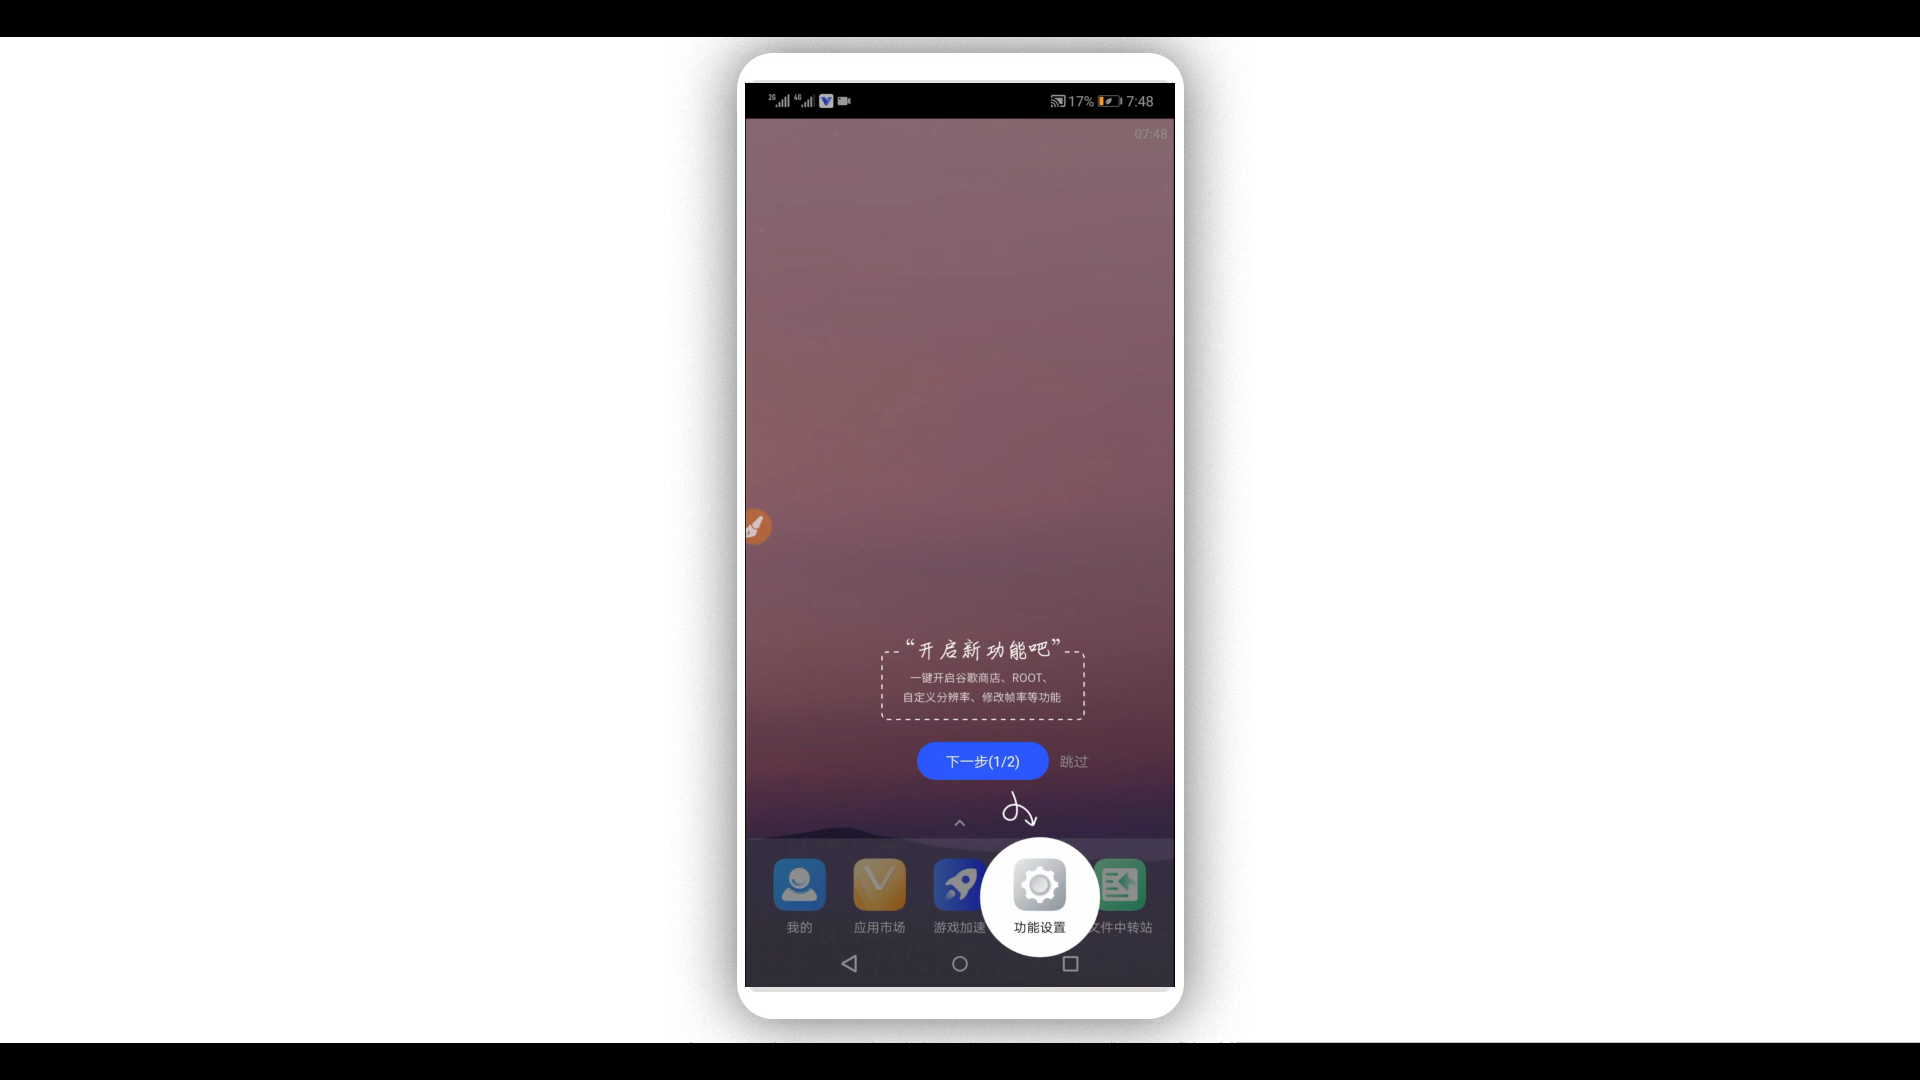 2G 4G 17% 7:48
07:48
“开启新功能吧”
一键开启谷歌商店、ROOT、
自定义分辨率、修改帧率等功能
下一步(1/2) 跳过
我的 应用市场 游戏加速 功能设置 文件中转站